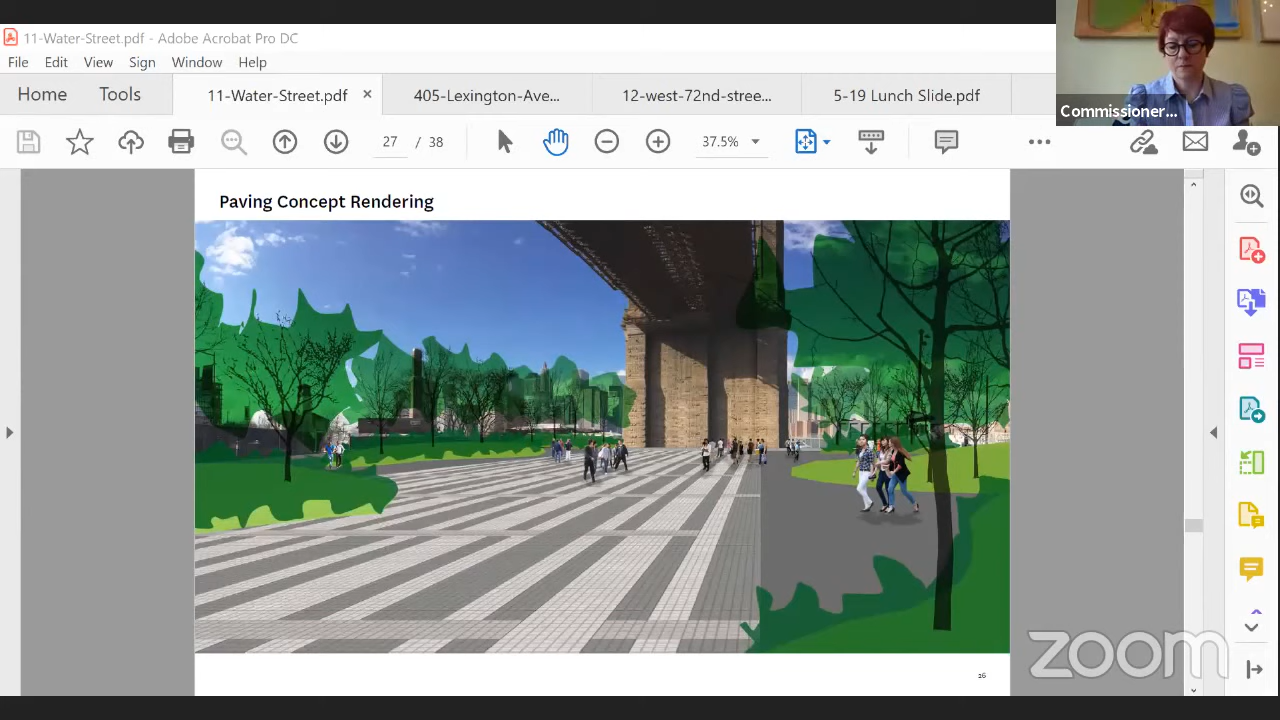 11-Water-Street.pdf - Adobe Acrobat Pro DC
File Edit View Sign Window Help
Home Tools 11-Water-Street.pdf × 405-Lexington-Ave... 12-west-72nd-stree... 5-19 Lunch Slide.pdf
Commissioner...
27 / 38 37.5%
Paving Concept Rendering
26
zoom